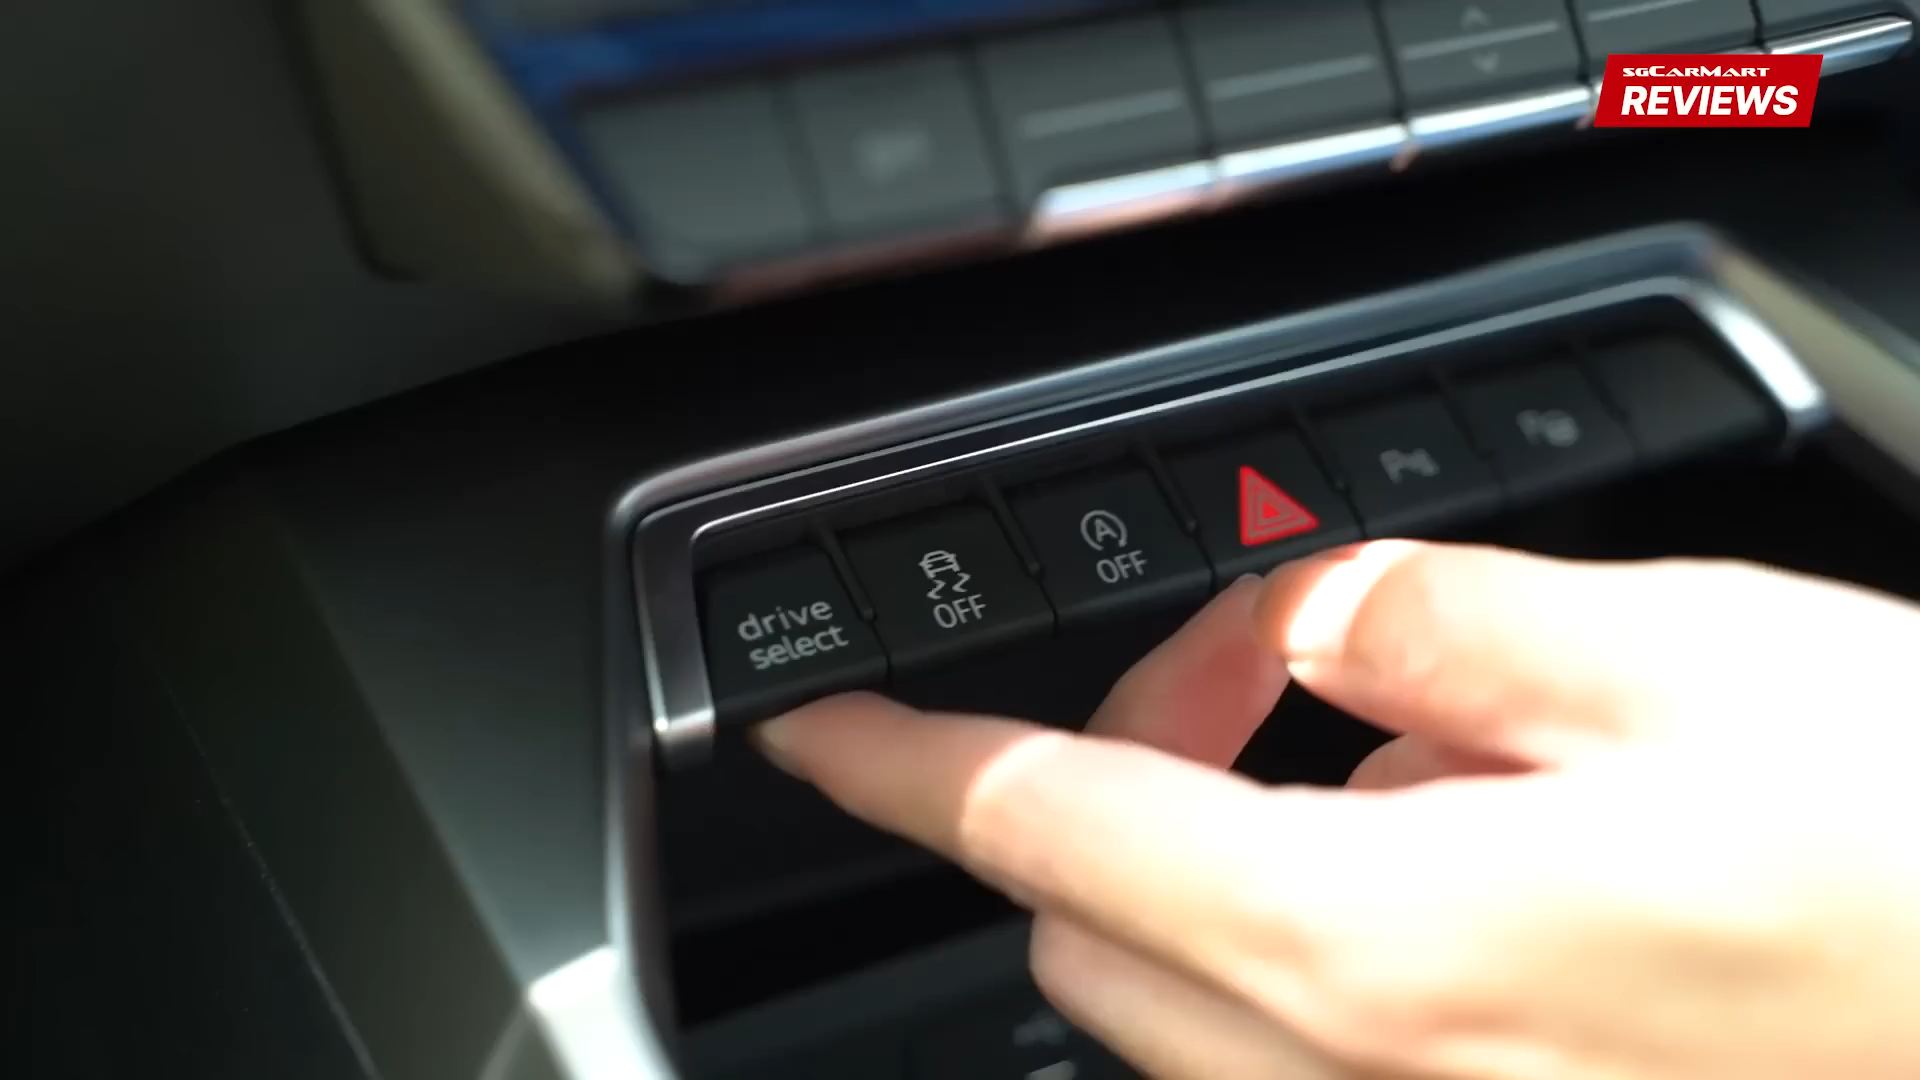 SGCARMART
REVIEWS
drive
select
OFF
A
OFF